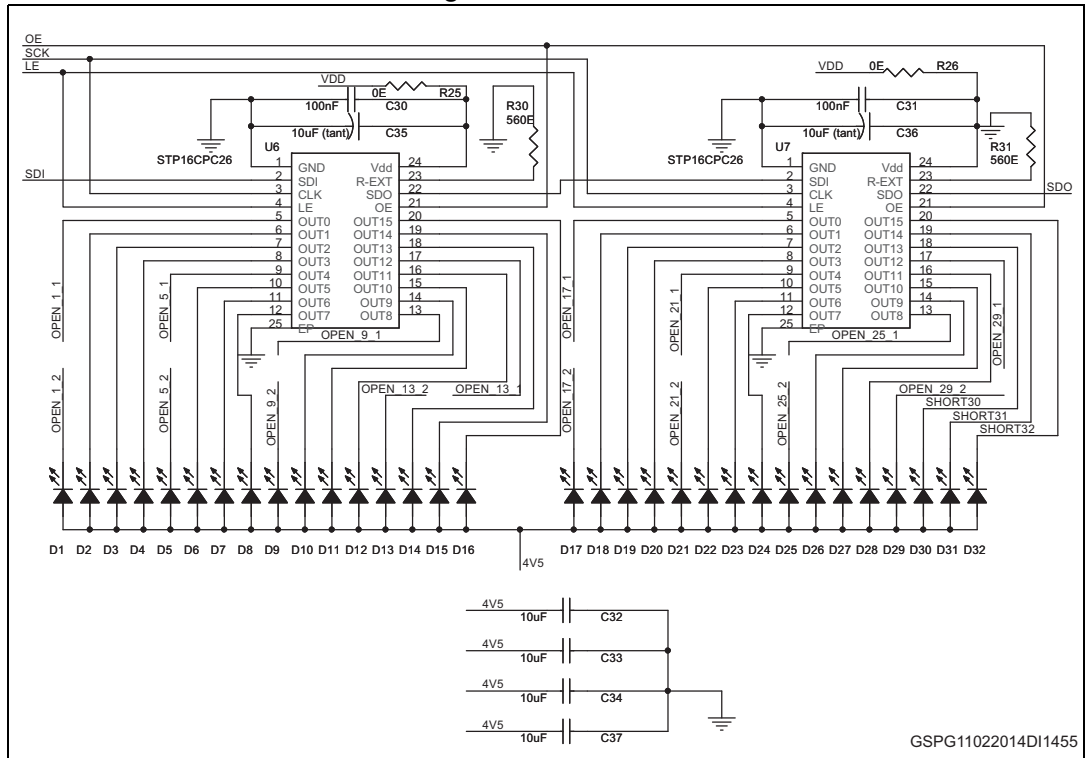 OE
SCK
LE
VDD
0E
R25
100nF
C30
10uF (tant)
C35
STP16CPC26
R30
560E
VDD
0E
R26
100nF
C31
10uF (tant)
C36
STP16CPC26
R31
560E
SDI
SDO
U6
1 GND Vdd 24
2 SDI R-EXT 23
3 CLK SDO 22
4 LE OE 21
5 OUT0 OUT15 20
6 OUT1 OUT14 19
7 OUT2 OUT13 18
8 OUT3 OUT12 17
9 OUT4 OUT11 16
10 OUT5 OUT10 15
11 OUT6 OUT9 14
12 OUT7 OUT8 13
25 EP
U7
1 GND Vdd 24
2 SDI R-EXT 23
3 CLK SDO 22
4 LE OE 21
5 OUT0 OUT15 20
6 OUT1 OUT14 19
7 OUT2 OUT13 18
8 OUT3 OUT12 17
9 OUT4 OUT11 16
10 OUT5 OUT10 15
11 OUT6 OUT9 14
12 OUT7 OUT8 13
25 EP
OPEN_1_1
OPEN_5_1
OPEN_9_1
OPEN_1_2
OPEN_5_2
OPEN_9_2
OPEN_13_2
OPEN_13_1
OPEN_17_1
OPEN_21_1
OPEN_25_1
OPEN_29_1
OPEN_17_2
OPEN_21_2
OPEN_25_2
OPEN_29_2
SHORT30
SHORT31
SHORT32
D1 D2 D3 D4 D5 D6 D7 D8 D9 D10 D11 D12 D13 D14 D15 D16
D17 D18 D19 D20 D21 D22 D23 D24 D25 D26 D27 D28 D29 D30 D31 D32
4V5
4V5
10uF
C32
4V5
10uF
C33
4V5
10uF
C34
4V5
10uF
C37
GSPG11022014DI1455